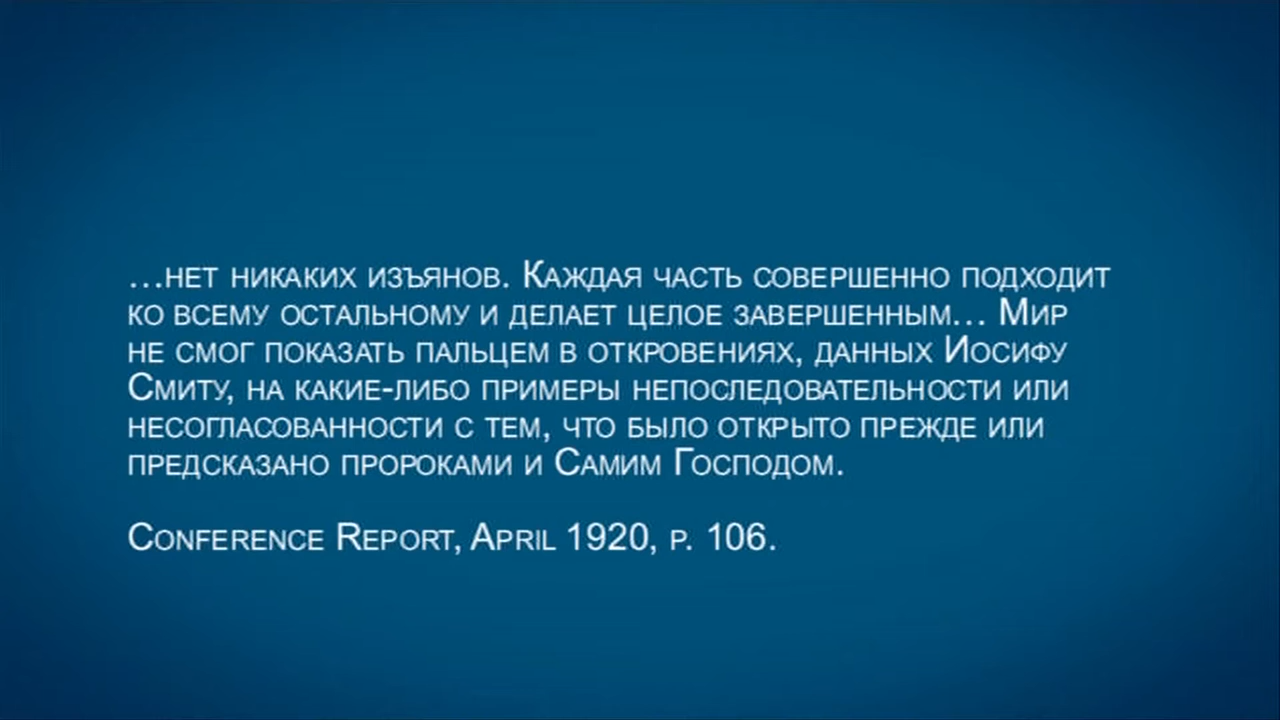 …нет никаких изъянов. Каждая часть совершенно подходит
ко всему остальному и делает целое завершенным… Мир
не смог показать пальцем в откровениях, данных Иосифу
Смиту, на какие-либо примеры непоследовательности или
несогласованности с тем, что было открыто прежде или
предсказано пророками и Самим Господом.
Conference Report, April 1920, p. 106.